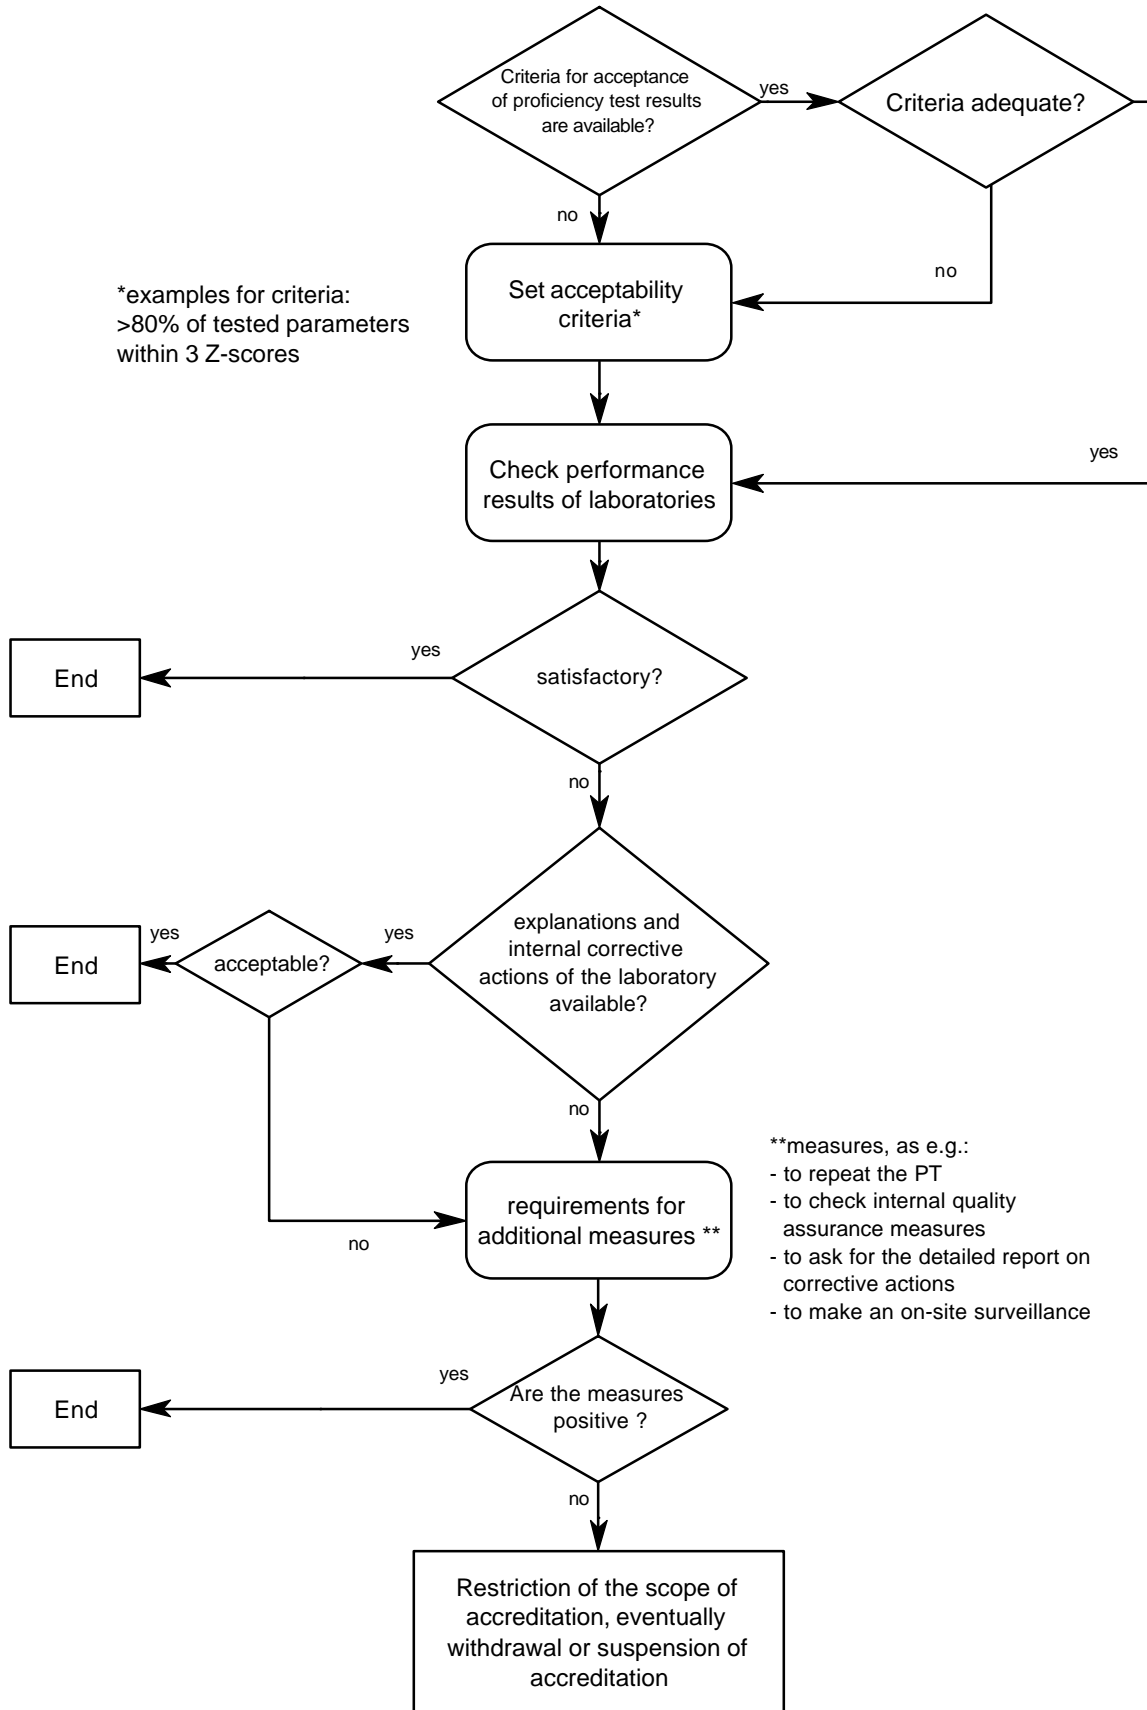 Criteria for acceptance
of proficiency test results
are available?
yes
Criteria adequate?
no
no
*examples for criteria:
>80% of tested parameters
within 3 Z-scores
Set acceptability
criteria*
Check performance
results of laboratories
yes
yes
End
satisfactory?
no
explanations and
internal corrective
actions of the laboratory
available?
yes
acceptable?
yes
End
no
no
requirements for
additional measures **
**measures, as e.g.:
- to repeat the PT
- to check internal quality
assurance measures
- to ask for the detailed report on
corrective actions
- to make an on-site surveillance
yes
End
Are the measures
positive ?
no
Restriction of the scope of
accreditation, eventually
withdrawal or suspension of
accreditation